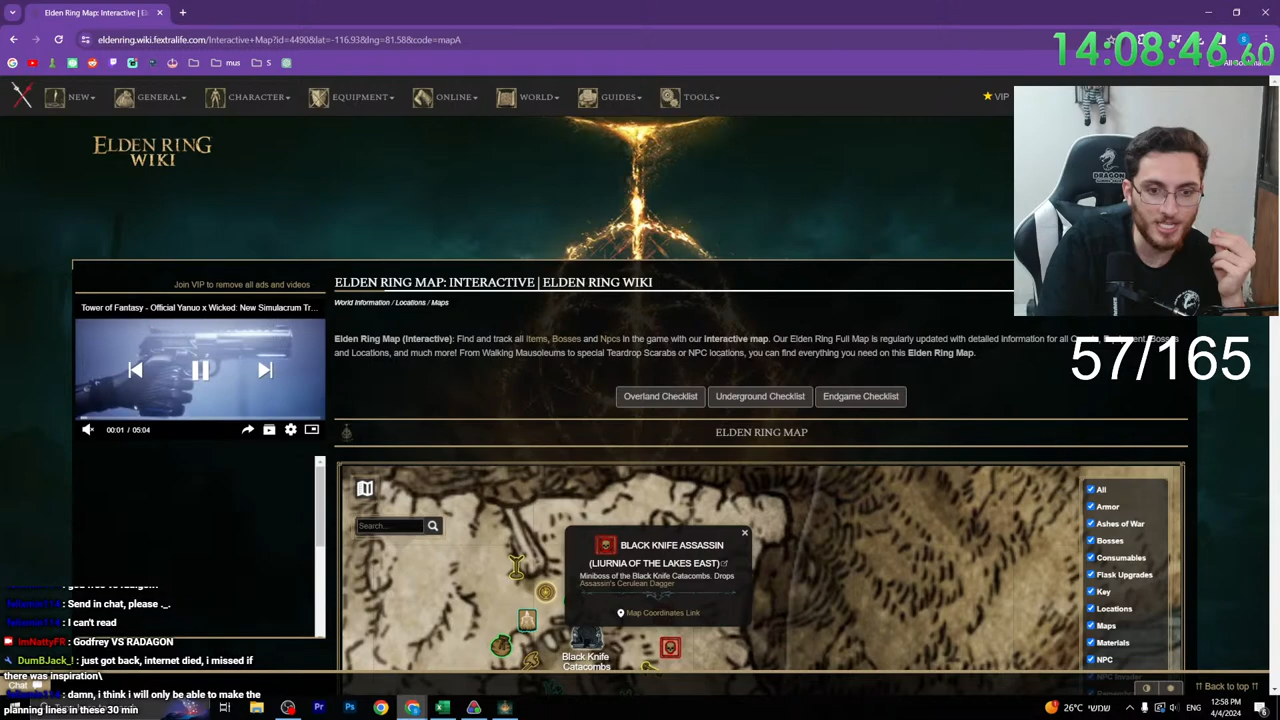 Elden Ring Map: Interactive | El
eldenring.wiki.fextralife.com/Interactive+Map?id=4490&lat=-116.93&lng=81.58&code=mapA
14:08:46.60
mus
S
NEW
GENERAL
CHARACTER
EQUIPMENT
ONLINE
WORLD
GUIDES
TOOLS
VIP
ELDEN RING
WIKI
Join VIP to remove all ads and videos
Tower of Fantasy - Official Yanuo x Wicked: New Simulacrum Tr...
00:01 / 05:04
ELDEN RING MAP: INTERACTIVE | ELDEN RING WIKI
World Information / Locations / Maps
Elden Ring Map (Interactive): Find and track all Items, Bosses and Npcs in the game with our interactive map. Our Elden Ring Full Map is regularly updated with detailed Information for all
and Locations, and much more! From Walking Mausoleums to special Teardrop Scarabs or NPC locations, you can find everything you need on this Elden Ring Map.
57/165
Overland Checklist
Underground Checklist
Endgame Checklist
ELDEN RING MAP
Search...
BLACK KNIFE ASSASSIN
(LIURNIA OF THE LAKES EAST)
Miniboss of the Black Knife Catacombs. Drops
Assassin's Cerulean Dagger
Map Coordinates Link
Black Knife
Catacombs
All
Armor
Ashes of War
Bosses
Consumables
Flask Upgrades
Key
Locations
Maps
Materials
NPC
NPC Invader
Back to top
: Send in chat, please ._.
: I can't read
ImNattyFR : Godfrey VS RADAGON
DumBJack_! : just got back, internet died, i missed if
there was inspiration\
: damn, i think i will only be able to make the
planning lines in these 30 min
Chat
26°C
ENG
12:58 PM
4/4/2024
6